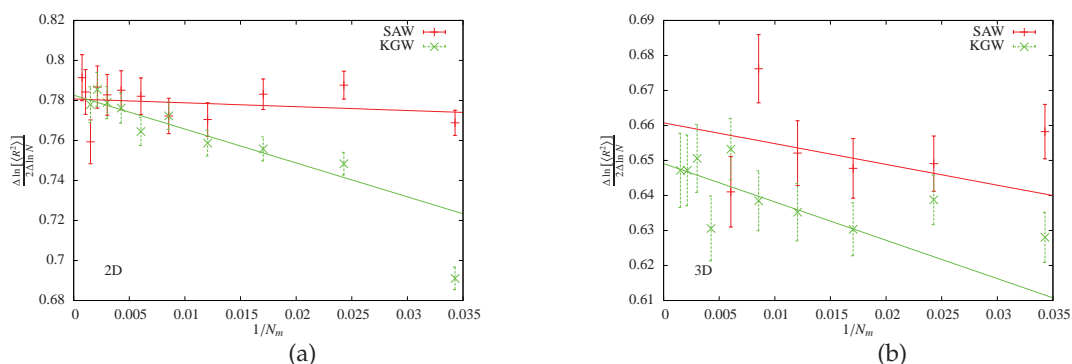 0.82
0.8
0.78
0.76
0.74
0.72
0.7
0.68
0 0.005 0.01 0.015 0.02 0.025 0.03 0.035
Δ ln [⟨R²⟩]
2Δ ln N
1/Nₘ
SAW
KGW
2D
(a)
0.69
0.68
0.67
0.66
0.65
0.64
0.63
0.62
0.61
0 0.005 0.01 0.015 0.02 0.025 0.03 0.035
Δ ln [⟨R²⟩]
2Δ ln N
1/Nₘ
SAW
KGW
3D
(b)